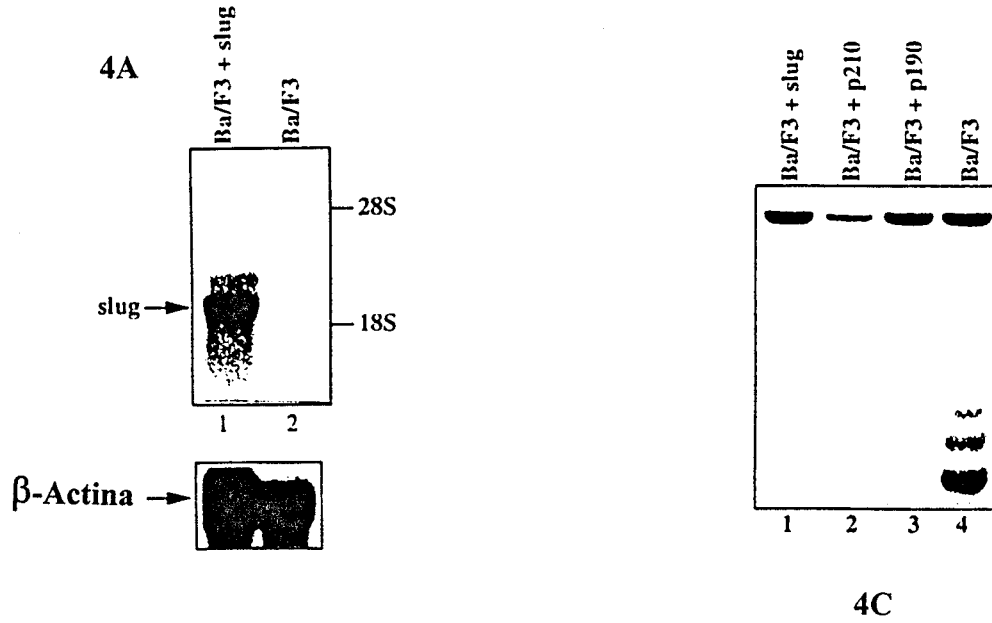 4A
Ba/F3 + slug
Ba/F3
28S
slug
18S
1 2
β-Actina
Ba/F3 + slug
Ba/F3 + p210
Ba/F3 + p190
Ba/F3
1 2 3 4
4C